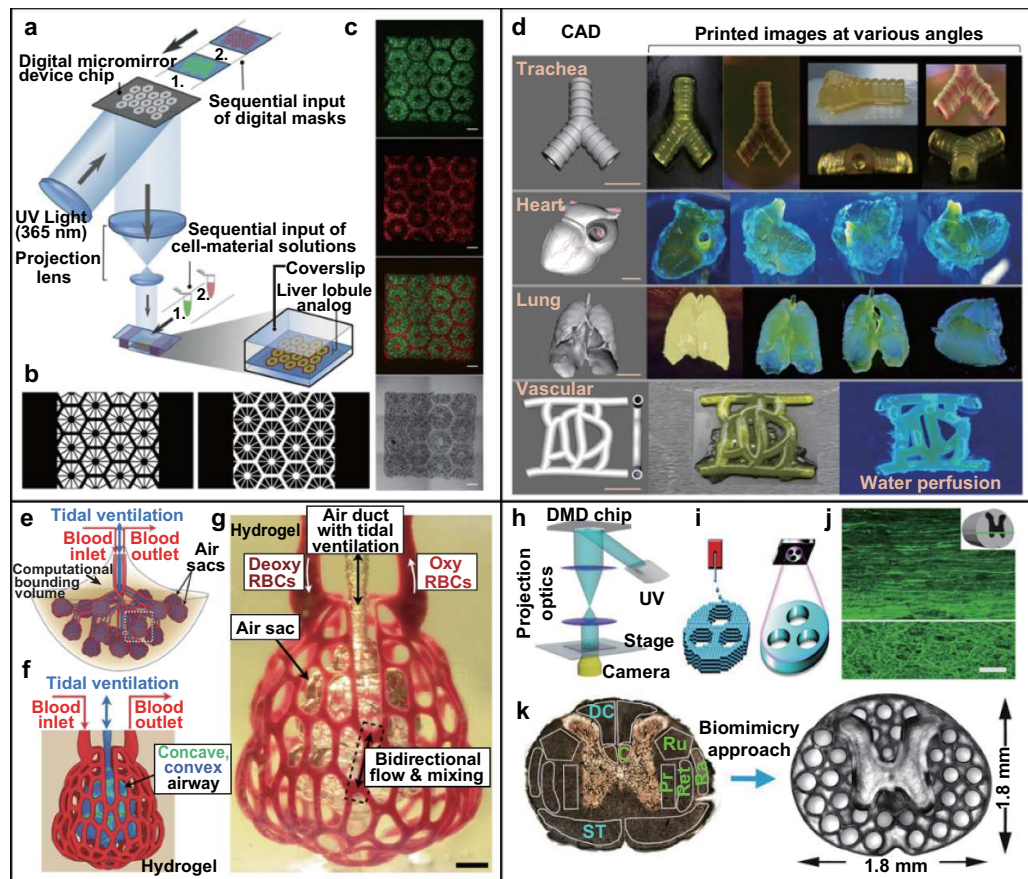 a
Digital micromirror
device chip
1.
2.
Sequential input
of digital masks
UV Light
(365 nm)
Projection
lens
Sequential input of
cell-material solutions
1.
2.
Coverslip
Liver lobule
analog
b
c
d
CAD
Printed images at various angles
Trachea
Heart
Lung
Vascular
Water perfusion
e
Tidal ventilation
Blood
inlet
Blood
outlet
Air
sacs
Computational
bounding
volume
f
Tidal ventilation
Blood
inlet
Blood
outlet
Concave,
convex
airway
Hydrogel
g
Hydrogel
Air duct
with tidal
ventilation
Deoxy
RBCs
Oxy
RBCs
Air sac
Bidirectional
flow & mixing
h
DMD chip
Projection
optics
UV
Stage
Camera
i
j
k
DC
C
Ru
Pr
Ret
Ra
ST
Biomimicry
approach
1.8 mm
1.8 mm